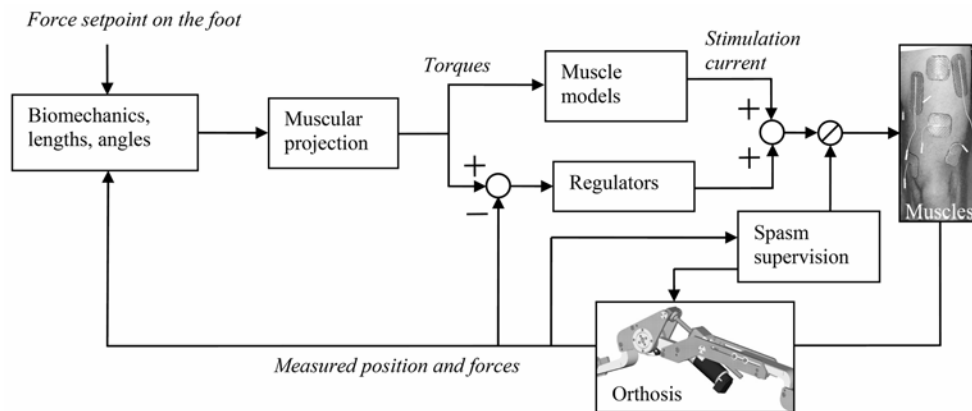 Force setpoint on the foot
Stimulation
current
Torques
Muscle
models
Biomechanics,
lengths, angles
Muscular
projection
+
+
+
−
Regulators
Muscles
Spasm
supervision
Measured position and forces
Orthosis